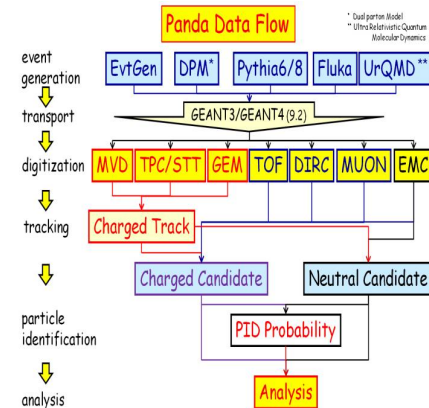 Panda Data Flow
* Dual parton Model
** Ultra Relativistic Quantum
Molecular Dynamics
event
generation
EvtGen
DPM*
Pythia6/8
Fluka
UrQMD**
transport
GEANT3/GEANT4 (9.2)
digitization
MVD
TPC/STT
GEM
TOF
DIRC
MUON
EMC
tracking
Charged Track
Charged Candidate
Neutral Candidate
particle
identification
PID Probability
analysis
Analysis